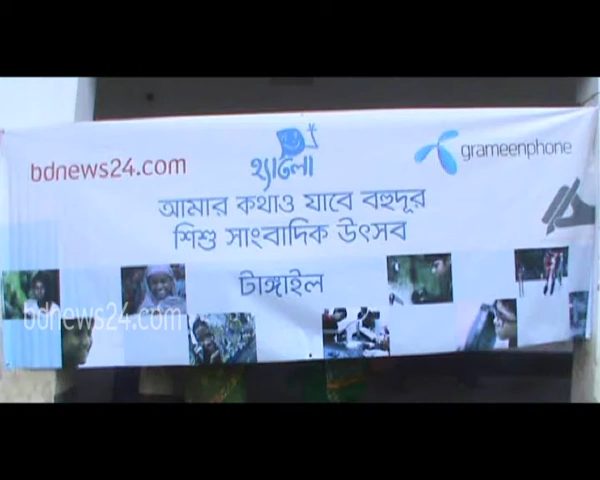 bdnews24.com
হ্যালো
grameenphone
আমার কথাও যাবে বহুদূর
শিশু সাংবাদিক উৎসব
টাঙ্গাইল
bdnews24.com